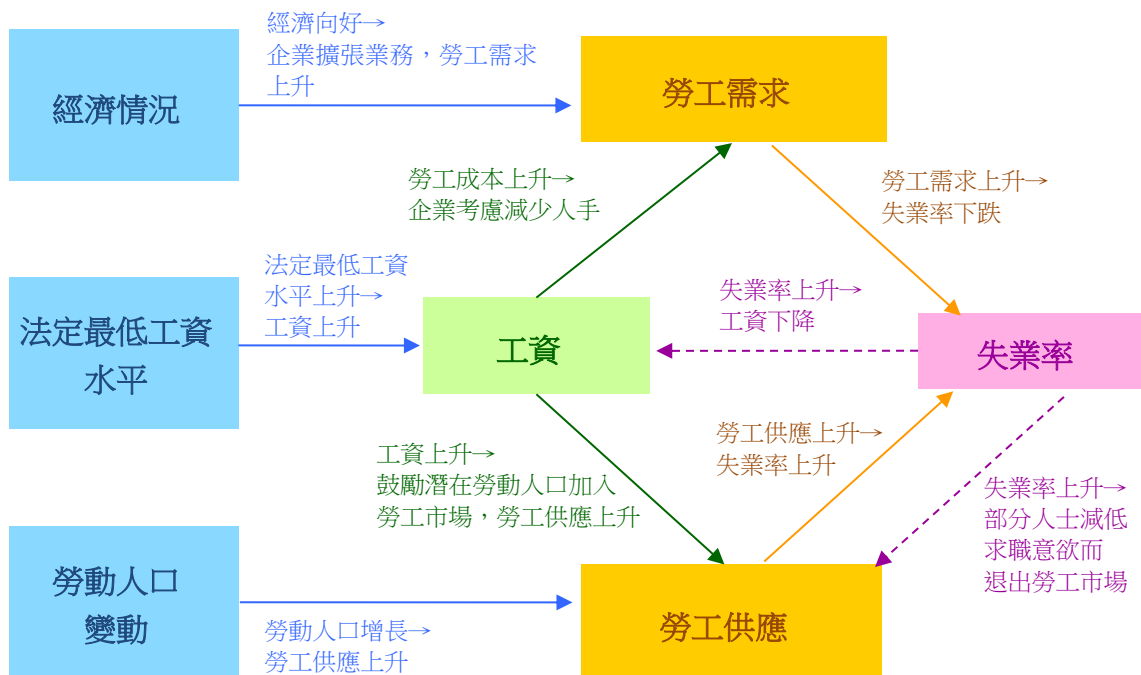 經濟向好→
企業擴張業務，勞工需求
上升
經濟情況
勞工需求
勞工成本上升→
企業考慮減少人手
勞工需求上升→
失業率下跌
法定最低工資
水平上升→
工資上升
法定最低工資
水平
工資
失業率上升→
工資下降
失業率
工資上升→
鼓勵潛在勞動人口加入
勞工市場，勞工供應上升
勞工供應上升→
失業率上升
失業率上升→
部分人士減低
求職意欲而
退出勞工市場
勞動人口
變動
勞動人口增長→
勞工供應上升
勞工供應